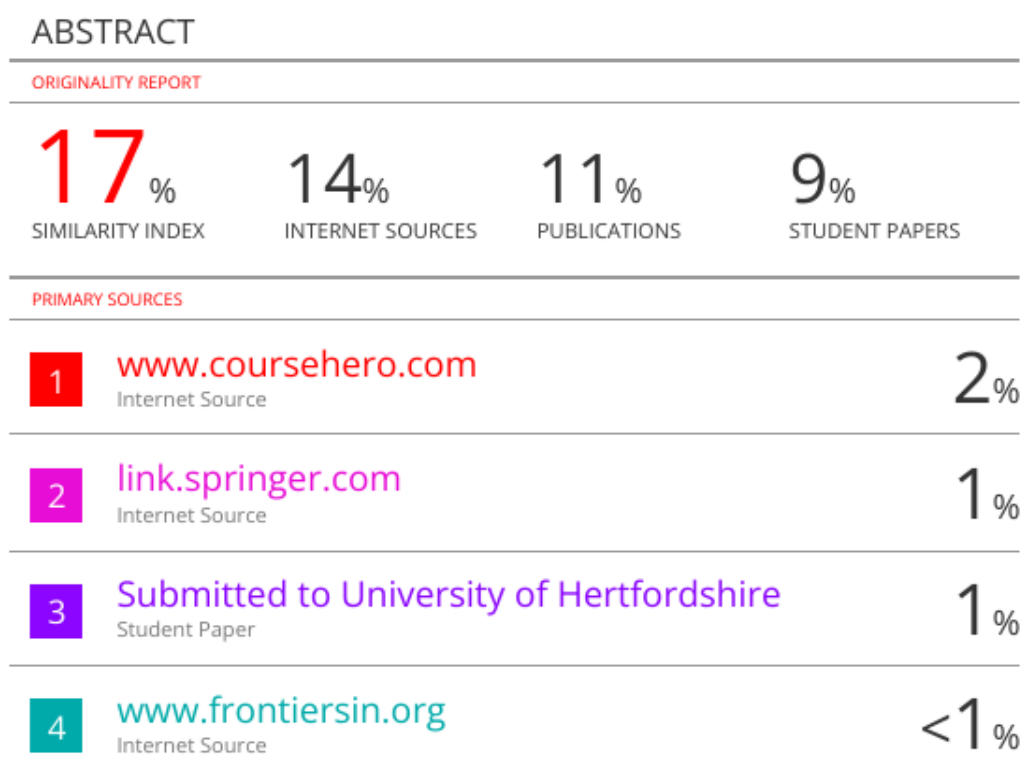 ABSTRACT
ORIGINALITY REPORT
17% 14% 11% 9%
SIMILARITY INDEX INTERNET SOURCES PUBLICATIONS STUDENT PAPERS
PRIMARY SOURCES
1 www.coursehero.com 2%
Internet Source
2 link.springer.com 1%
Internet Source
3 Submitted to University of Hertfordshire 1%
Student Paper
4 www.frontiersin.org <1%
Internet Source